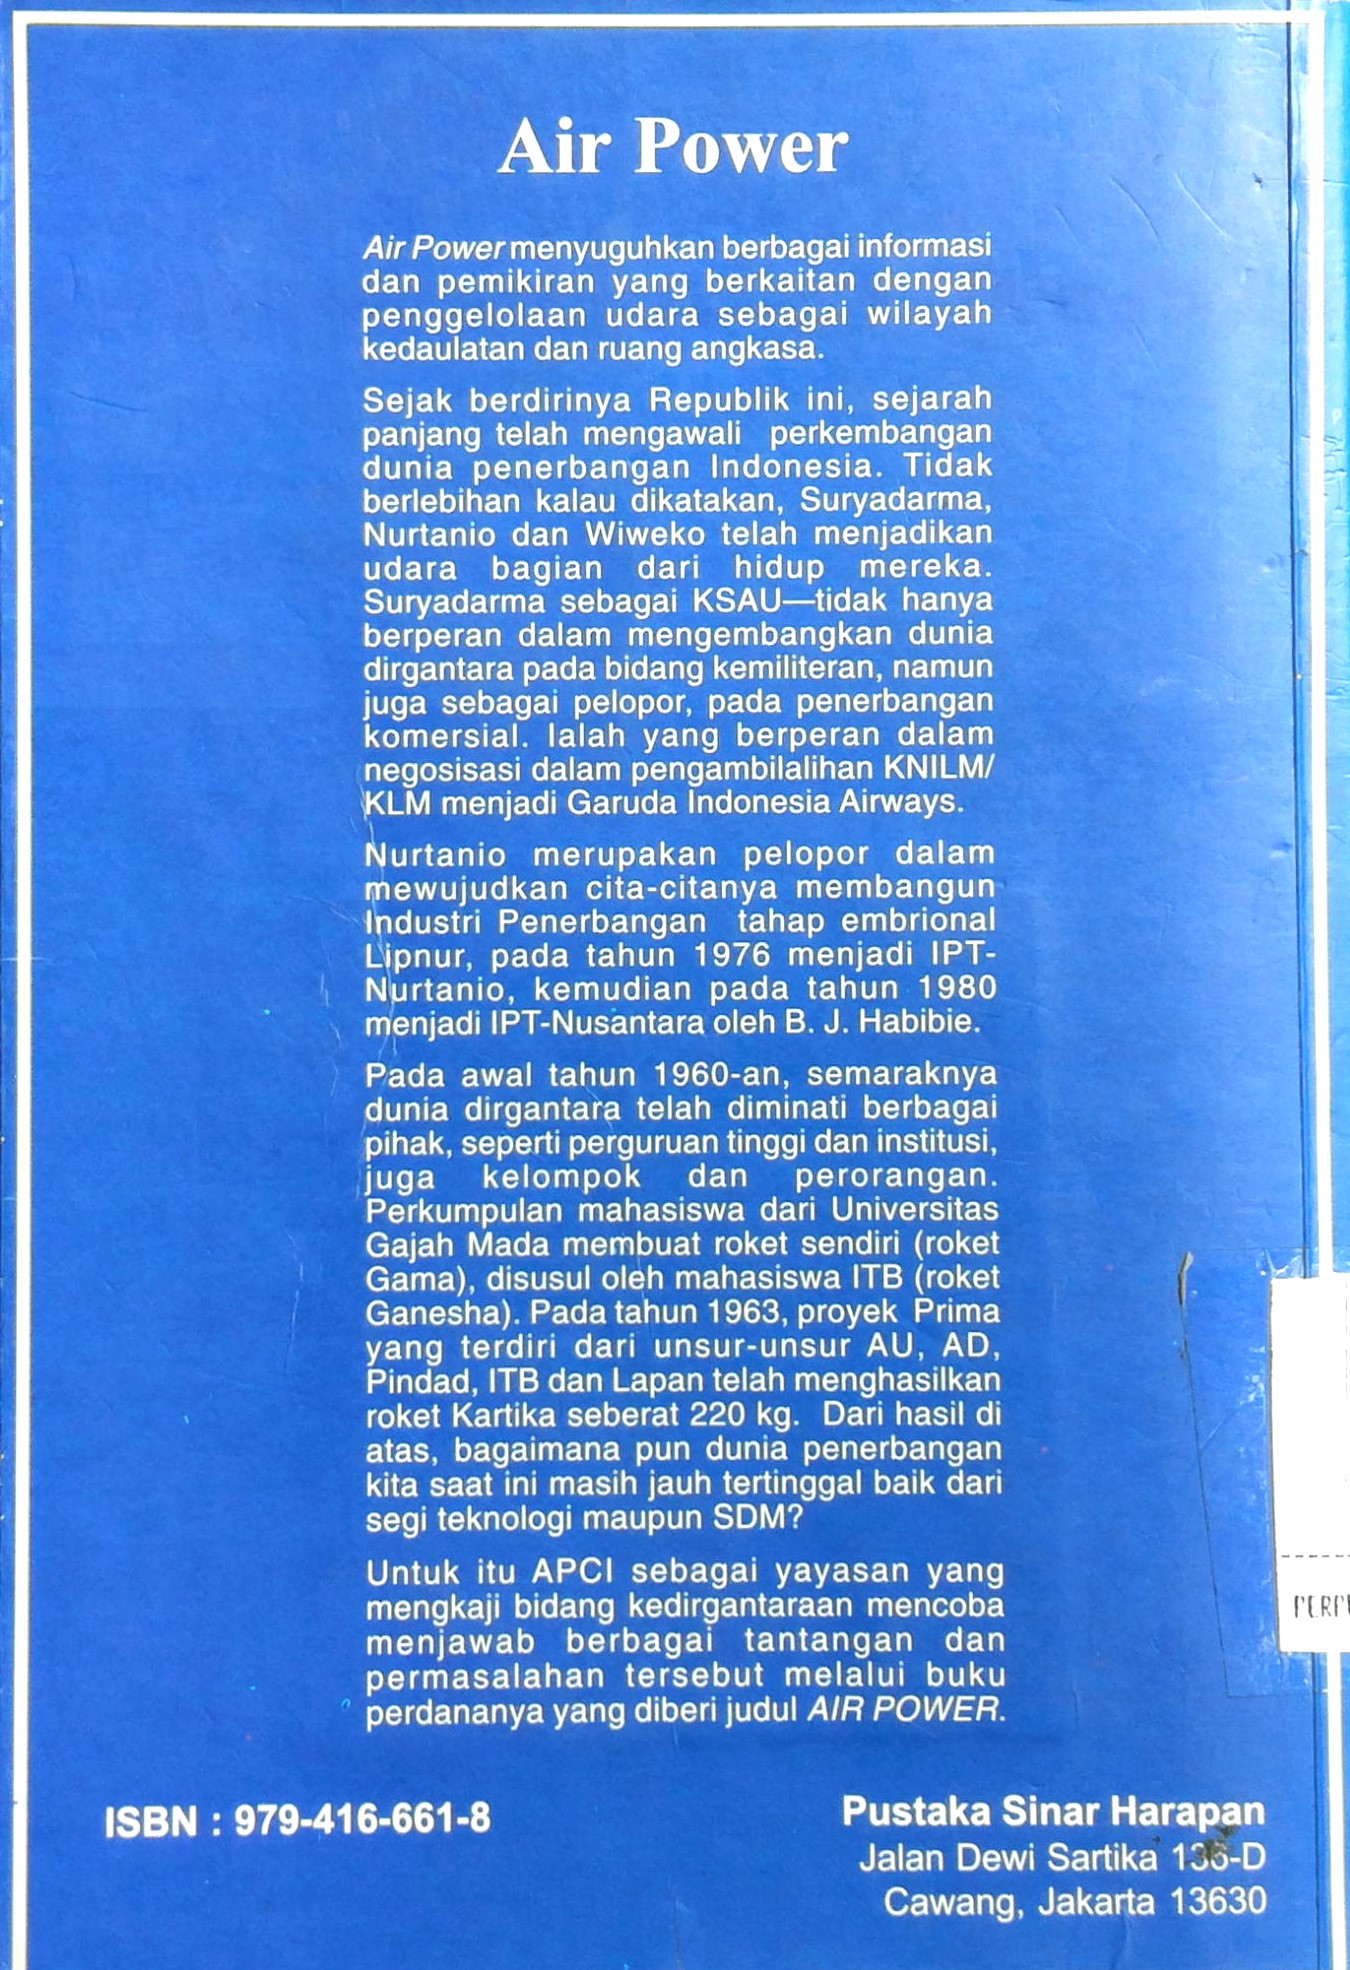 Air Power
Air Power menyuguhkan berbagai informasi
dan pemikiran yang berkaitan dengan
penggelolaan udara sebagai wilayah
kedaulatan dan ruang angkasa.
Sejak berdirinya Republik ini, sejarah
panjang telah mengawali perkembangan
dunia penerbangan Indonesia. Tidak
berlebihan kalau dikatakan, Suryadarma,
Nurtanio dan Wiweko telah menjadikan
udara bagian dari hidup mereka.
Suryadarma sebagai KSAU—tidak hanya
berperan dalam mengembangkan dunia
dirgantara pada bidang kemiliteran, namun
juga sebagai pelopor, pada penerbangan
komersial. Ialah yang berperan dalam
negosisasi dalam pengambilalihan KNILM/
KLM menjadi Garuda Indonesia Airways.
Nurtanio merupakan pelopor dalam
mewujudkan cita-citanya membangun
Industri Penerbangan tahap embrional
Lipnur, pada tahun 1976 menjadi IPT-
Nurtanio, kemudian pada tahun 1980
menjadi IPT-Nusantara oleh B. J. Habibie.
Pada awal tahun 1960-an, semaraknya
dunia dirgantara telah diminati berbagai
pihak, seperti perguruan tinggi dan institusi,
juga kelompok dan perorangan.
Perkumpulan mahasiswa dari Universitas
Gajah Mada membuat roket sendiri (roket
Gama), disusul oleh mahasiswa ITB (roket
Ganesha). Pada tahun 1963, proyek Prima
yang terdiri dari unsur-unsur AU, AD,
Pindad, ITB dan Lapan telah menghasilkan
roket Kartika seberat 220 kg. Dari hasil di
atas, bagaimana pun dunia penerbangan
kita saat ini masih jauh tertinggal baik dari
segi teknologi maupun SDM?
Untuk itu APCI sebagai yayasan yang
mengkaji bidang kedirgantaraan mencoba
menjawab berbagai tantangan dan
permasalahan tersebut melalui buku
perdananya yang diberi judul AIR POWER.
ISBN : 979-416-661-8
Pustaka Sinar Harapan
Jalan Dewi Sartika 136-D
Cawang, Jakarta 13630